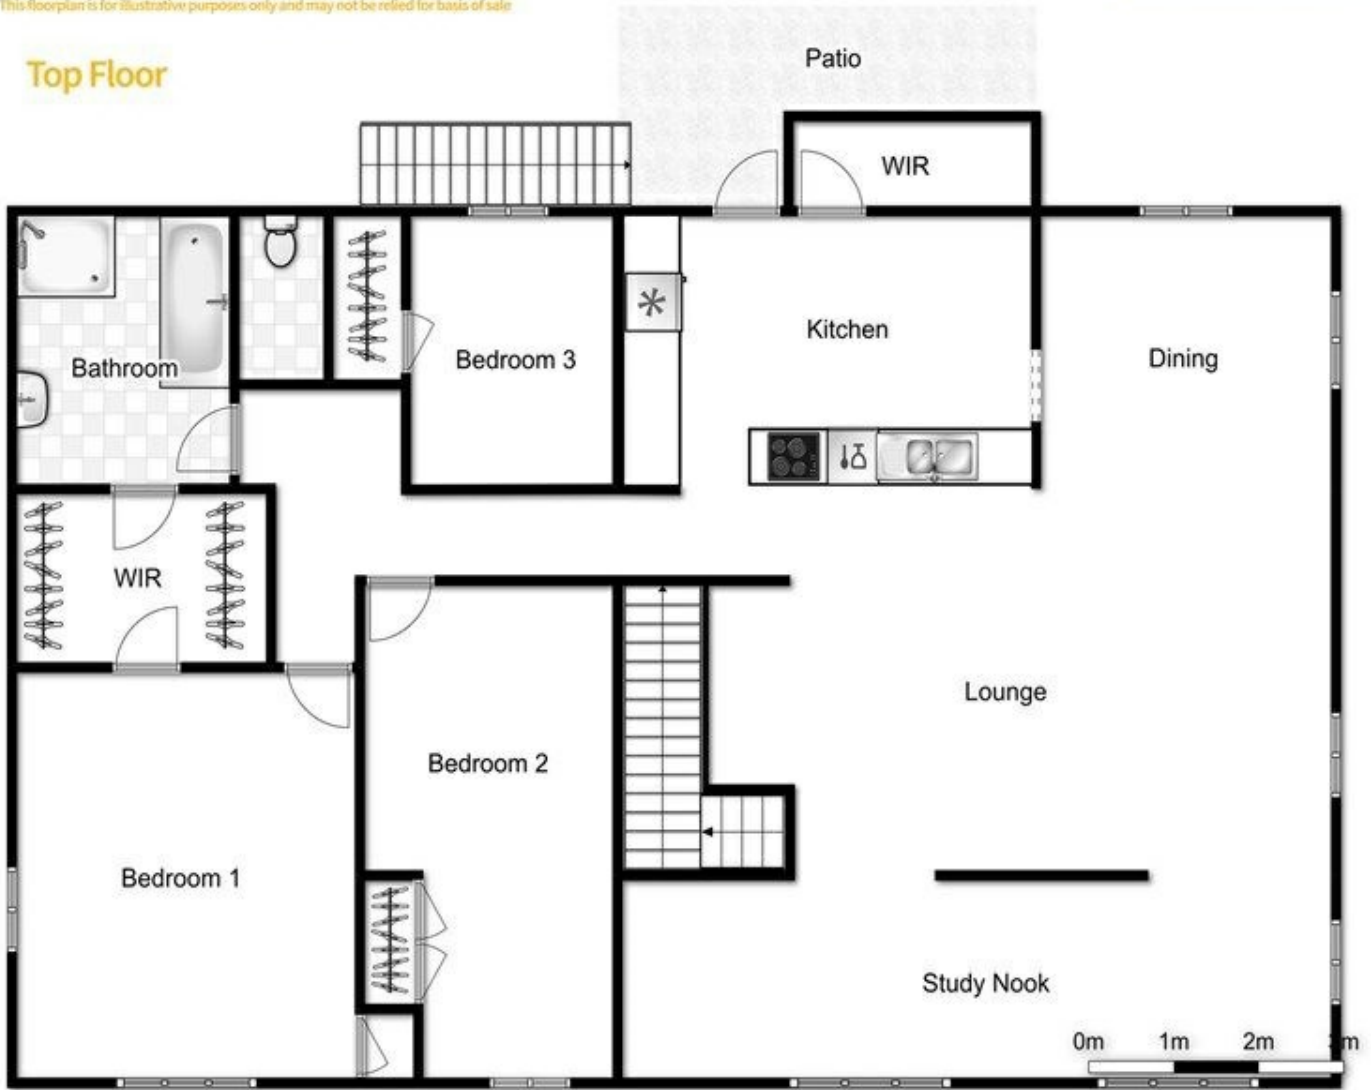 This floorplan is for illustrative purposes only and may not be relied for basis of sale
Top Floor
Patio
WIR
Bathroom
Bedroom 3
Kitchen
Dining
WIR
Lounge
Bedroom 2
Bedroom 1
Study Nook
0m 1m 2m 3m